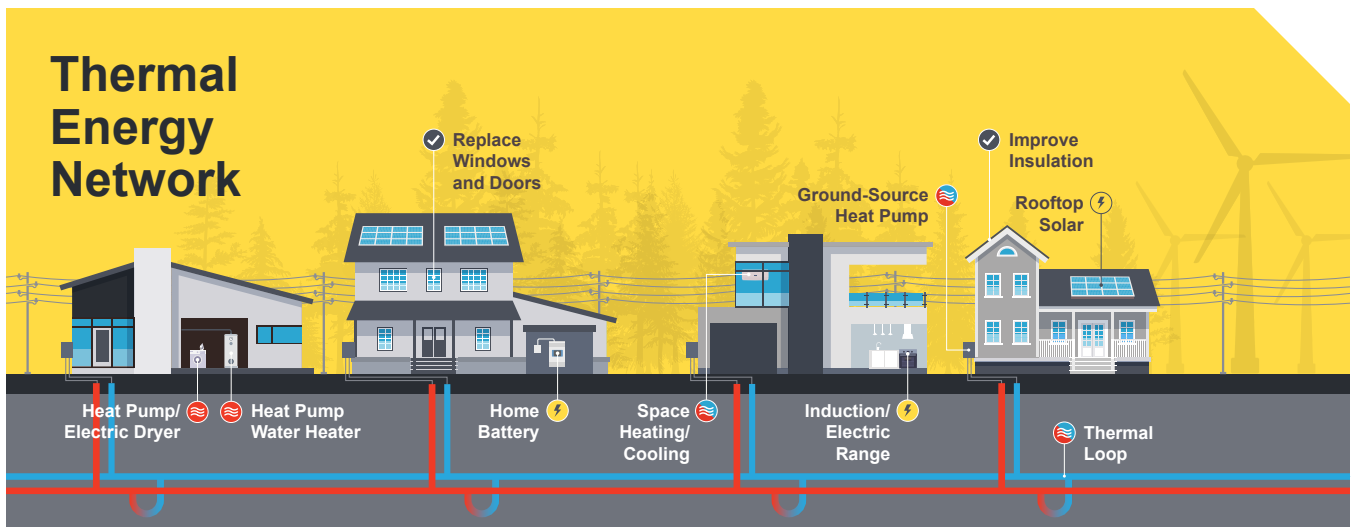 Thermal
Energy
Network
Replace
Windows
and Doors
Ground-Source
Heat Pump
Improve
Insulation
Rooftop
Solar
Heat Pump/
Electric Dryer
Heat Pump
Water Heater
Home
Battery
Space
Heating/
Cooling
Induction/
Electric
Range
Thermal
Loop